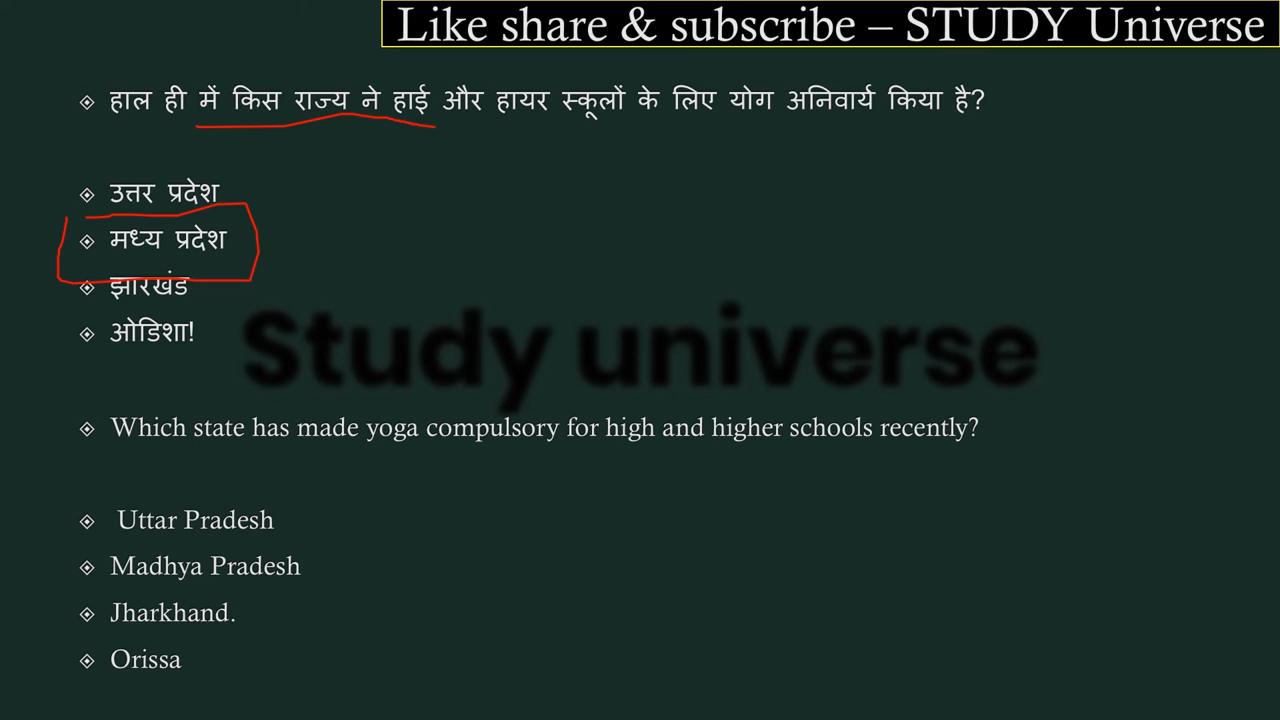 Like share & subscribe – STUDY Universe
हाल ही में किस राज्य ने हाई और हायर स्कूलों के लिए योग अनिवार्य किया है?
उत्तर प्रदेश
मध्य प्रदेश
झारखंड
ओडिशा!
Study universe
Which state has made yoga compulsory for high and higher schools recently?
Uttar Pradesh
Madhya Pradesh
Jharkhand.
Orissa